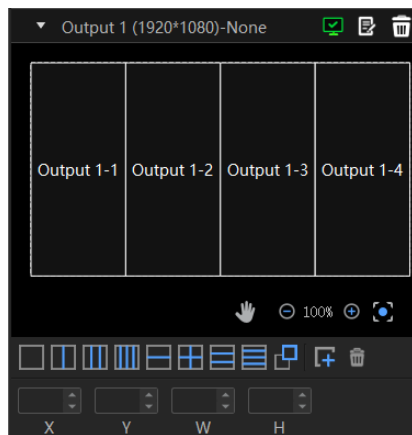 Output 1 (1920*1080)-None
Output 1-1 Output 1-2 Output 1-3 Output 1-4
100%
X Y W H